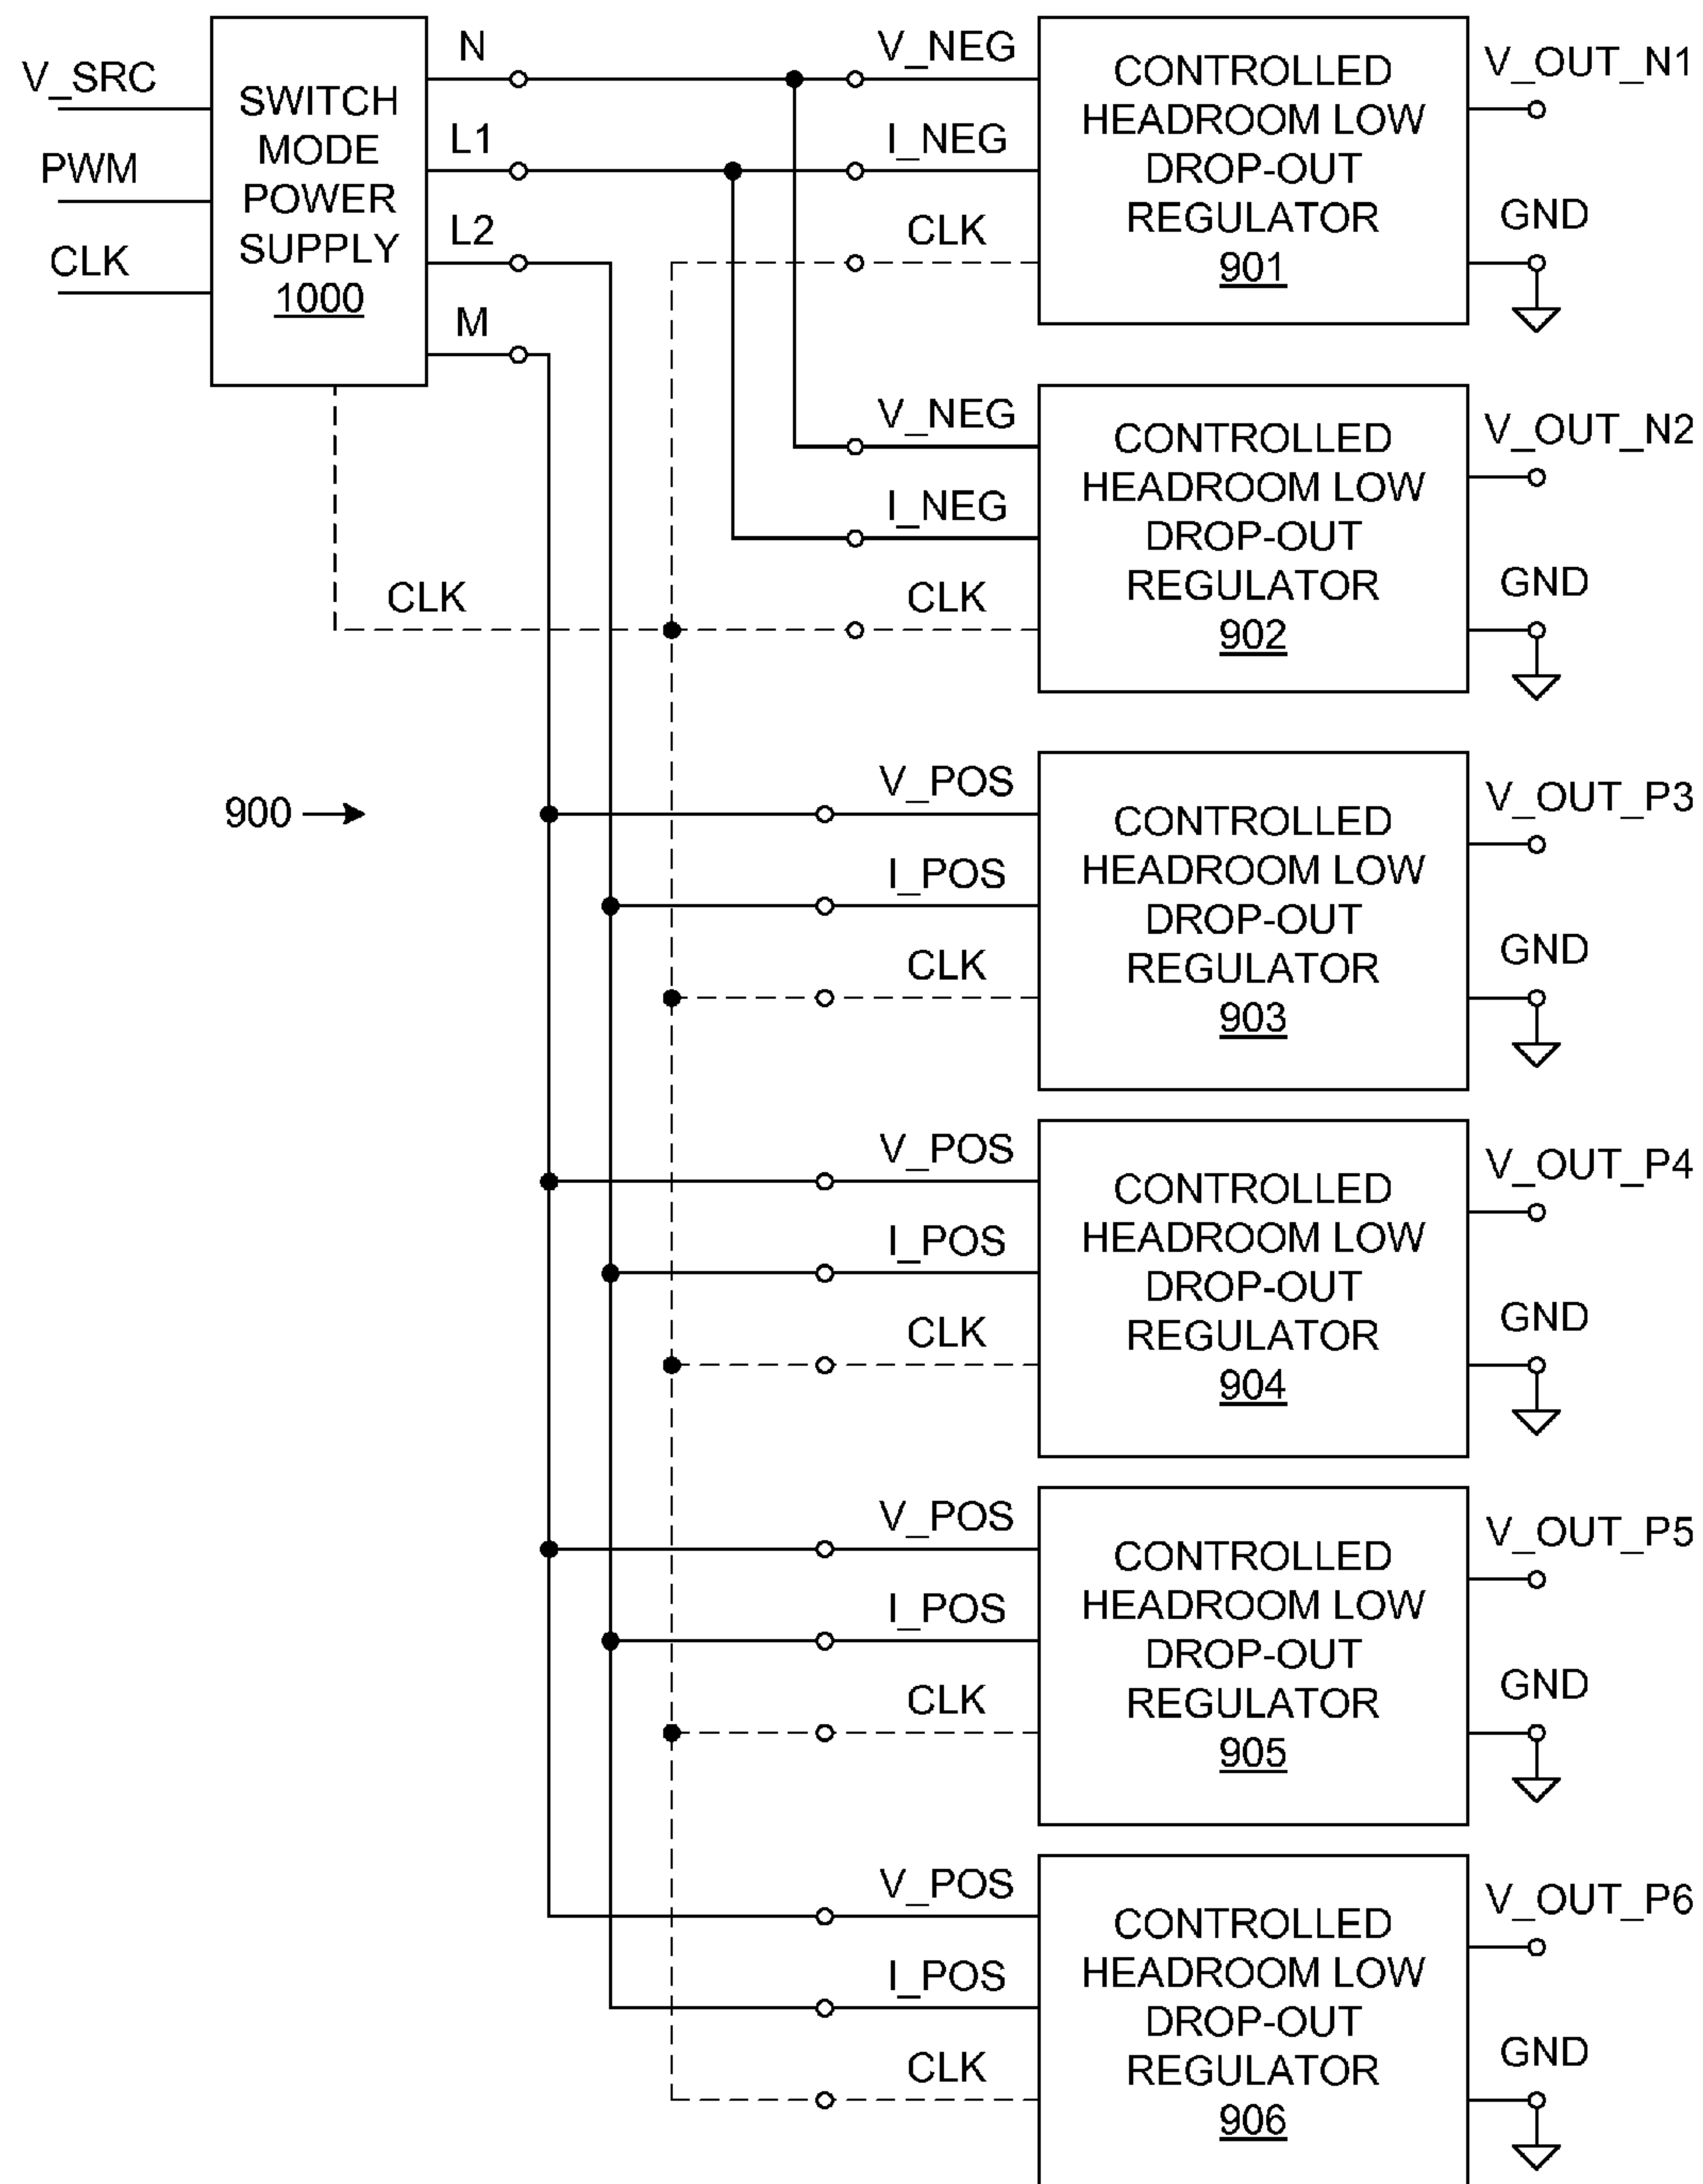 V_SRC
PWM
CLK
SWITCH
MODE
POWER
SUPPLY
1000
N
L1
L2
M
CLK
900
V_NEG
I_NEG
CLK
CONTROLLED
HEADROOM LOW
DROP-OUT
REGULATOR
901
V_OUT_N1
GND
V_NEG
I_NEG
CLK
CONTROLLED
HEADROOM LOW
DROP-OUT
REGULATOR
902
V_OUT_N2
GND
V_POS
I_POS
CLK
CONTROLLED
HEADROOM LOW
DROP-OUT
REGULATOR
903
V_OUT_P3
GND
V_POS
I_POS
CLK
CONTROLLED
HEADROOM LOW
DROP-OUT
REGULATOR
904
V_OUT_P4
GND
V_POS
I_POS
CLK
CONTROLLED
HEADROOM LOW
DROP-OUT
REGULATOR
905
V_OUT_P5
GND
V_POS
I_POS
CLK
CONTROLLED
HEADROOM LOW
DROP-OUT
REGULATOR
906
V_OUT_P6
GND